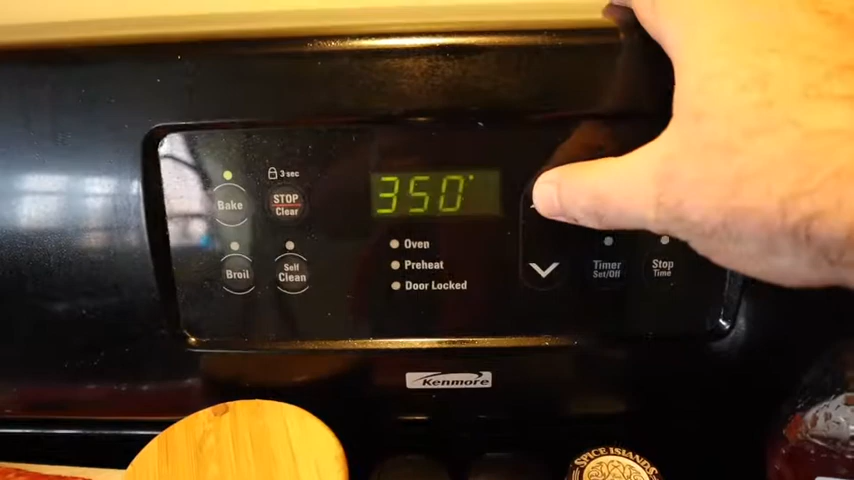 3 sec
350°
Bake
STOP
Clear
Oven
Broil
Self
Clean
Preheat
Timer
Set/Off
Stop
Time
Door Locked
Kenmore
SPICE ISLANDS